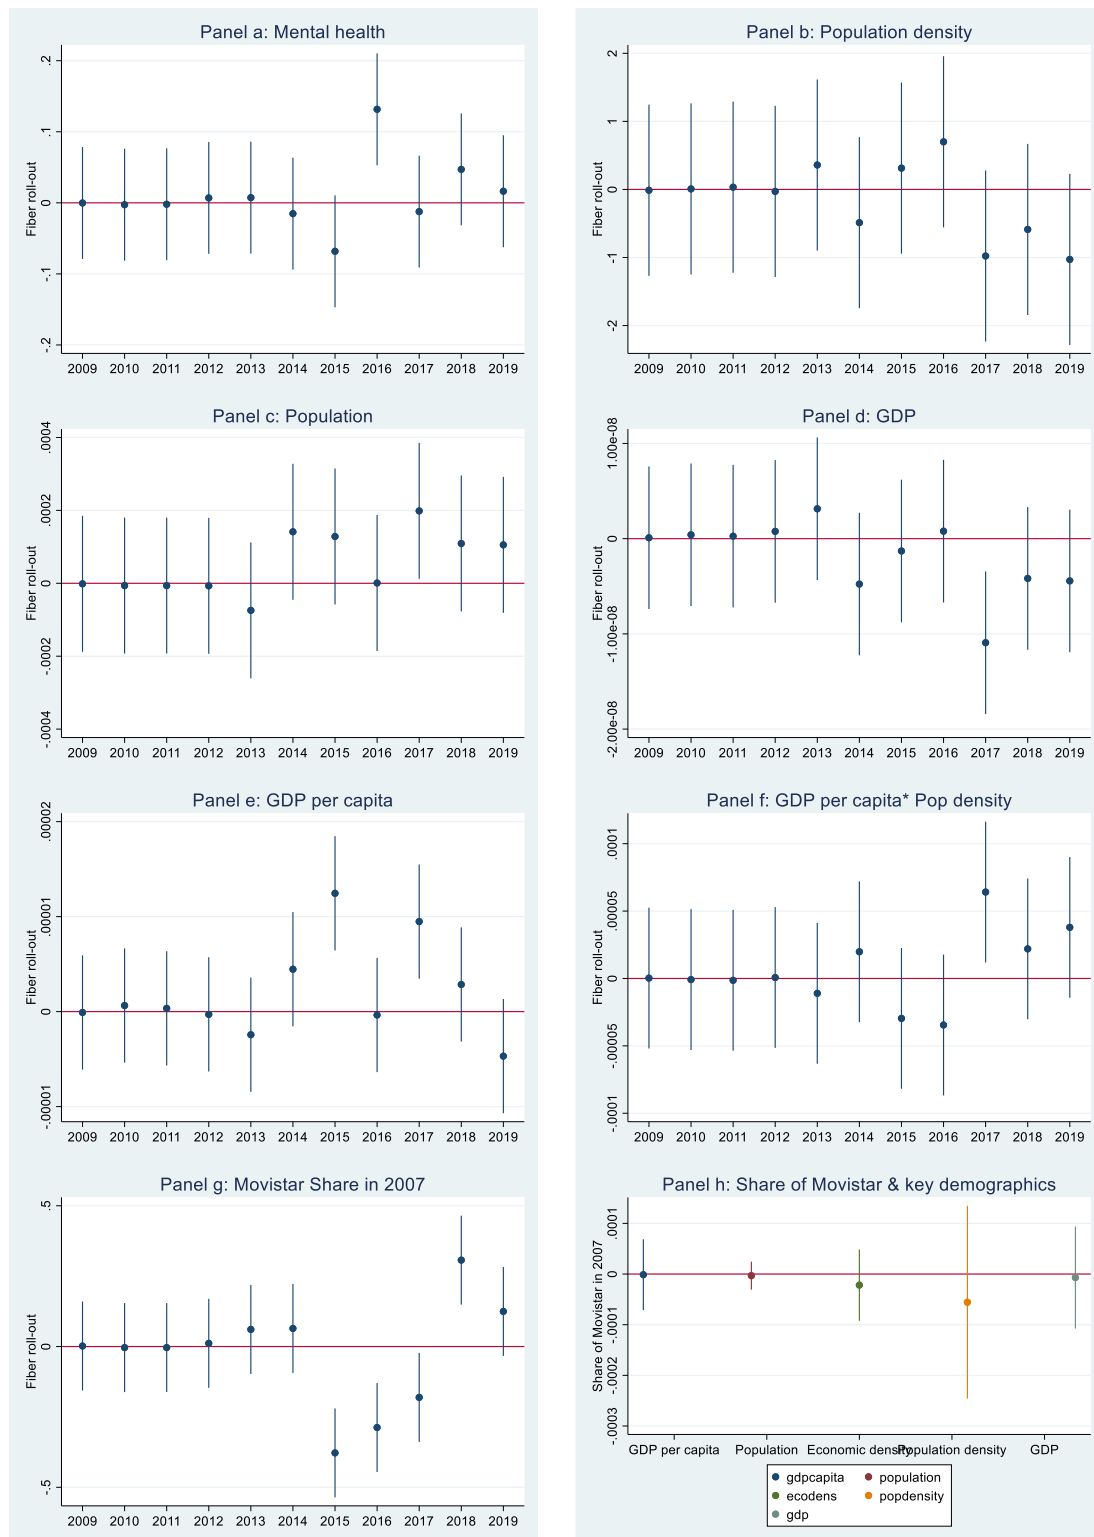 Panel a: Mental health
Fiber roll-out
.2
.1
0
-.1
-.2
2009 2010 2011 2012 2013 2014 2015 2016 2017 2018 2019
Panel b: Population density
Fiber roll-out
2
1
0
-1
-2
2009 2010 2011 2012 2013 2014 2015 2016 2017 2018 2019
Panel c: Population
Fiber roll-out
.0004
.0002
0
-.0002
-.0004
2009 2010 2011 2012 2013 2014 2015 2016 2017 2018 2019
Panel d: GDP
Fiber roll-out
1.00e-08
0
-1.00e-08
-2.00e-08
2009 2010 2011 2012 2013 2014 2015 2016 2017 2018 2019
Panel e: GDP per capita
Fiber roll-out
.00002
.00001
0
-.00001
2009 2010 2011 2012 2013 2014 2015 2016 2017 2018 2019
Panel f: GDP per capita* Pop density
Fiber roll-out
.0001
.00005
0
-.00005
-.0001
2009 2010 2011 2012 2013 2014 2015 2016 2017 2018 2019
Panel g: Movistar Share in 2007
Fiber roll-out
.5
0
-.5
2009 2010 2011 2012 2013 2014 2015 2016 2017 2018 2019
Panel h: Share of Movistar & key demographics
Share of Movistar in 2007
.0001
0
-.0001
-.0002
-.0003
GDP per capita Population Economic density Population density GDP
gdpcapita population
ecodens popdensity
gdp